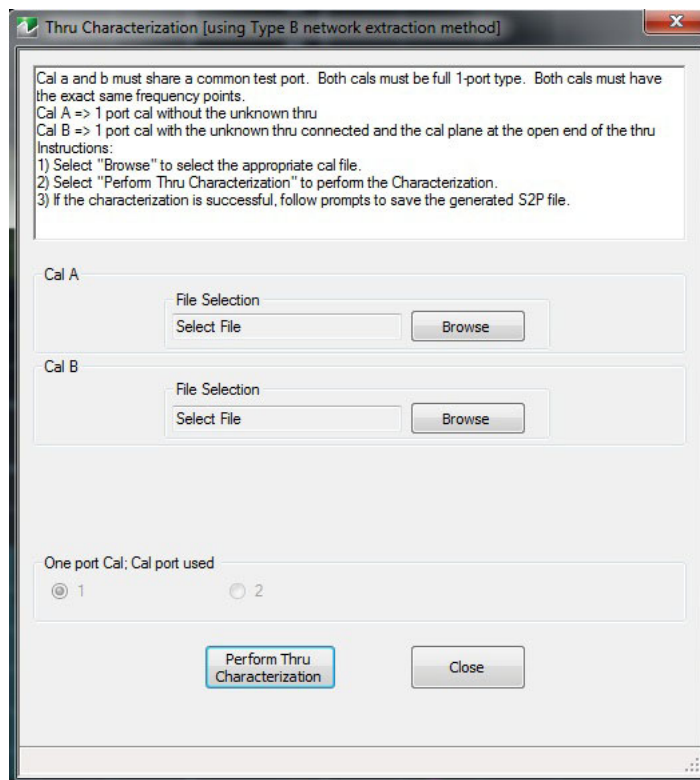 Thru Characterization [using Type B network extraction method]
Cal a and b must share a common test port. Both cals must be full 1-port type. Both cals must have
the exact same frequency points.
Cal A => 1 port cal without the unknown thru
Cal B => 1 port cal with the unknown thru connected and the cal plane at the open end of the thru
Instructions:
1) Select "Browse" to select the appropriate cal file.
2) Select "Perform Thru Characterization" to perform the Characterization.
3) If the characterization is successful, follow prompts to save the generated S2P file.
Cal A
File Selection
Select File
Browse
Cal B
File Selection
Select File
Browse
One port Cal; Cal port used
1
2
Perform Thru
Characterization
Close